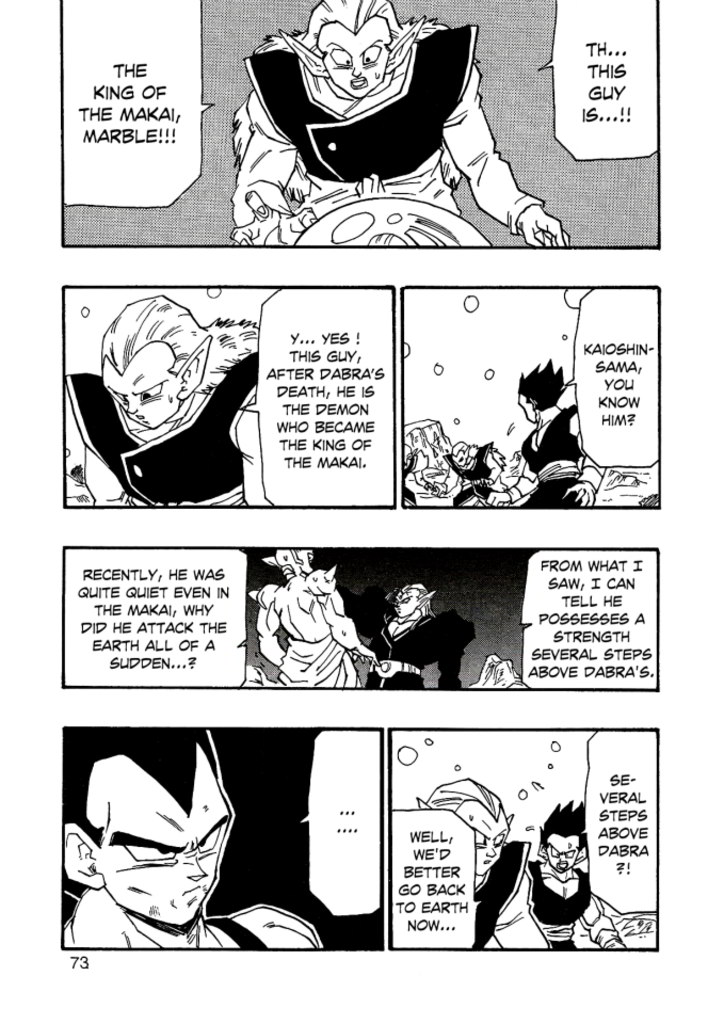 TH...
THIS
GUY
IS...!!
THE
KING OF
THE MAKAI,
MARBLE!!!
KAIOSHIN-
SAMA,
YOU
KNOW
HIM?
Y... YES !
THIS GUY,
AFTER DABRA'S
DEATH, HE IS
THE DEMON
WHO BECAME
THE KING OF
THE MAKAI.
FROM WHAT I
SAW, I CAN
TELL HE
POSSESSES A
STRENGTH
SEVERAL STEPS
ABOVE DABRA'S.
RECENTLY, HE WAS
QUITE QUIET EVEN IN
THE MAKAI, WHY
DID HE ATTACK THE
EARTH ALL OF A
SUDDEN...?
SE-
VERAL
STEPS
ABOVE
DABRA
?!
WELL,
WE'D
BETTER
GO BACK
TO EARTH
NOW...
...
....
73